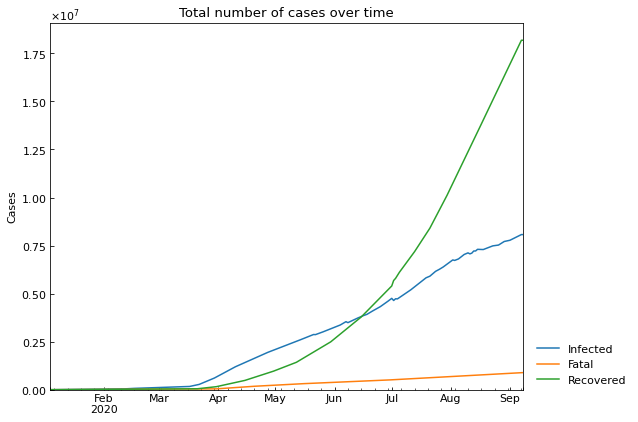 Total number of cases over time
×10⁷
1.75
1.50
1.25
1.00
0.75
0.50
0.25
0.00
Cases
Feb Mar Apr May Jun Jul Aug Sep
2020
Infected
Fatal
Recovered